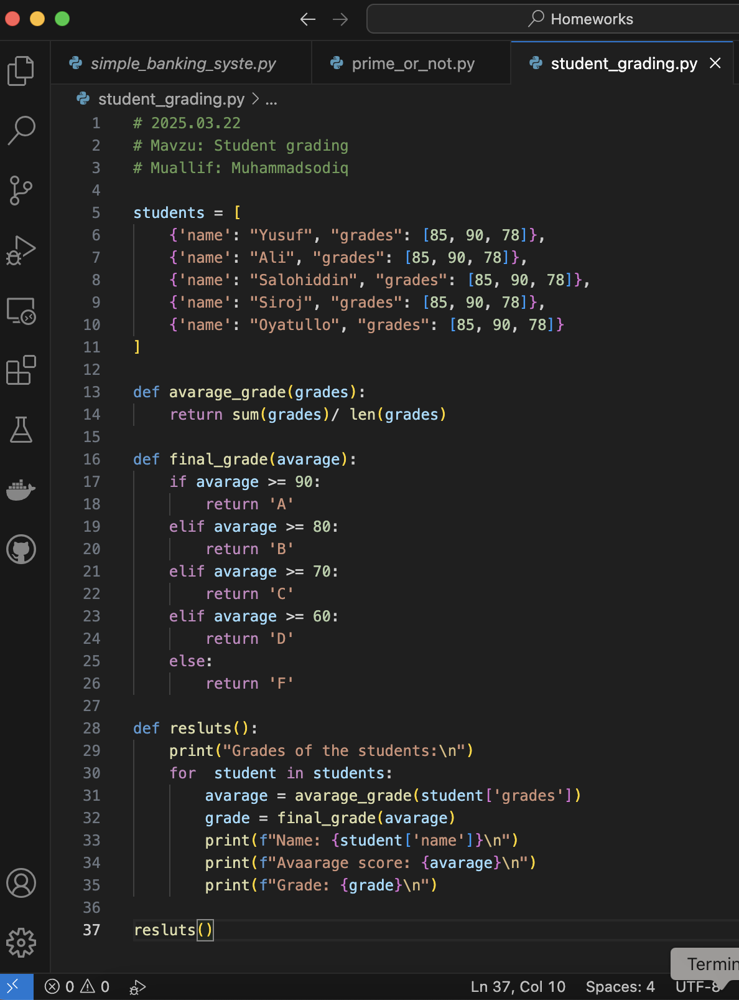 Homeworks
simple_banking_syste.py
prime_or_not.py
student_grading.py
student_grading.py > ...
1 # 2025.03.22
2 # Mavzu: Student grading
3 # Muallif: Muhammadsodiq
4
5 students = [
6     {'name': "Yusuf", "grades": [85, 90, 78]},
7     {'name': "Ali", "grades": [85, 90, 78]},
8     {'name': "Salohiddin", "grades": [85, 90, 78]},
9     {'name': "Siroj", "grades": [85, 90, 78]},
10     {'name': "Oyatullo", "grades": [85, 90, 78]}
11 ]
12
13 def avarage_grade(grades):
14     return sum(grades)/ len(grades)
15
16 def final_grade(avarage):
17     if avarage >= 90:
18         return 'A'
19     elif avarage >= 80:
20         return 'B'
21     elif avarage >= 70:
22         return 'C'
23     elif avarage >= 60:
24         return 'D'
25     else:
26         return 'F'
27
28 def resluts():
29     print("Grades of the students:\n")
30     for  student in students:
31         avarage = avarage_grade(student['grades'])
32         grade = final_grade(avarage)
33         print(f"Name: {student['name']}\n")
34         print(f"Avaarage score: {avarage}\n")
35         print(f"Grade: {grade}\n")
36
37 resluts()
Termin
0 0
Ln 37, Col 10
Spaces: 4
UTF-8